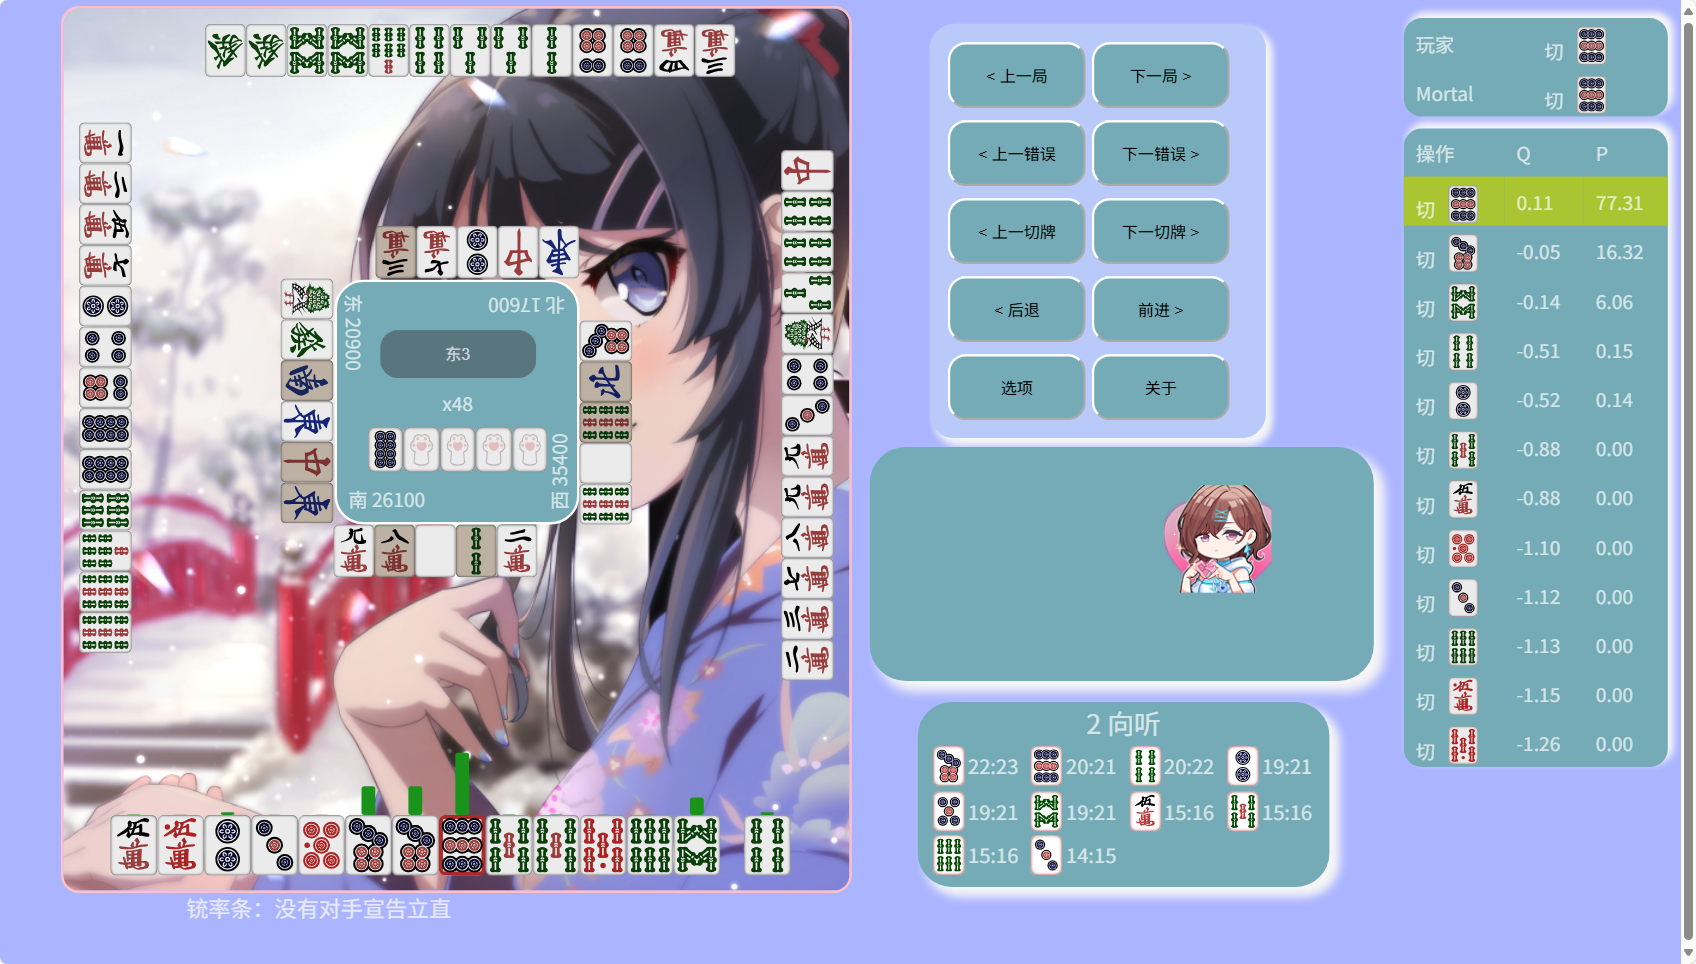 东 20900
北 17600
东3
x48
南 26100
西 35400
铳率条：没有对手宣告立直
< 上一局
下一局 >
< 上一错误
下一错误 >
< 上一切牌
下一切牌 >
< 后退
前进 >
选项
关于
2 向听
22:23 20:21 20:22 19:21
19:21 19:21 15:16 15:16
15:16 14:15
玩家 切
Mortal 切
操作 Q P
切 0.11 77.31
切 -0.05 16.32
切 -0.14 6.06
切 -0.51 0.15
切 -0.52 0.14
切 -0.88 0.00
切 -0.88 0.00
切 -1.10 0.00
切 -1.12 0.00
切 -1.13 0.00
切 -1.15 0.00
切 -1.26 0.00